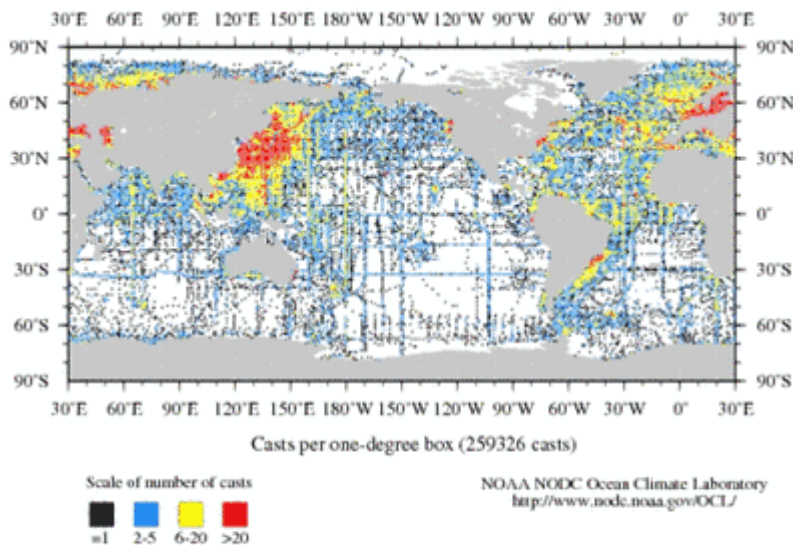 30°E 60°E 90°E 120°E 150°E 180°W 150°W 120°W 90°W 60°W 30°W 0° 30°E
90°N 90°N
60°N 60°N
30°N 30°N
0° 0°
30°S 30°S
60°S 60°S
90°S 90°S
30°E 60°E 90°E 120°E 150°E 180°W 150°W 120°W 90°W 60°W 30°W 0° 30°E
Casts per one-degree box (259326 casts)
Scale of number of casts
=1 2-5 6-20 >20
NOAA NODC Ocean Climate Laboratory
http://www.nodc.noaa.gov/OCL/